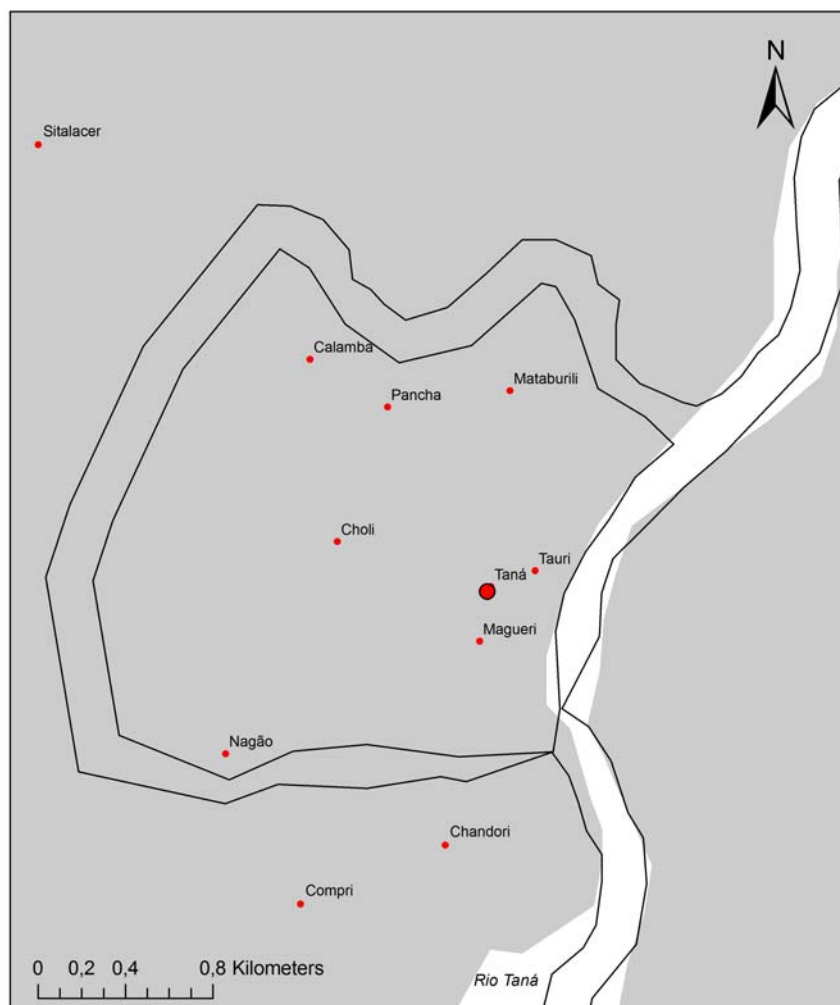 N
Sitalacer
Calamba
Mataburili
Pancha
Choli
Tauri
Taná
Magueri
Nagão
Chandori
Compri
0 0,2 0,4 0,8 Kilometers
Rio Taná